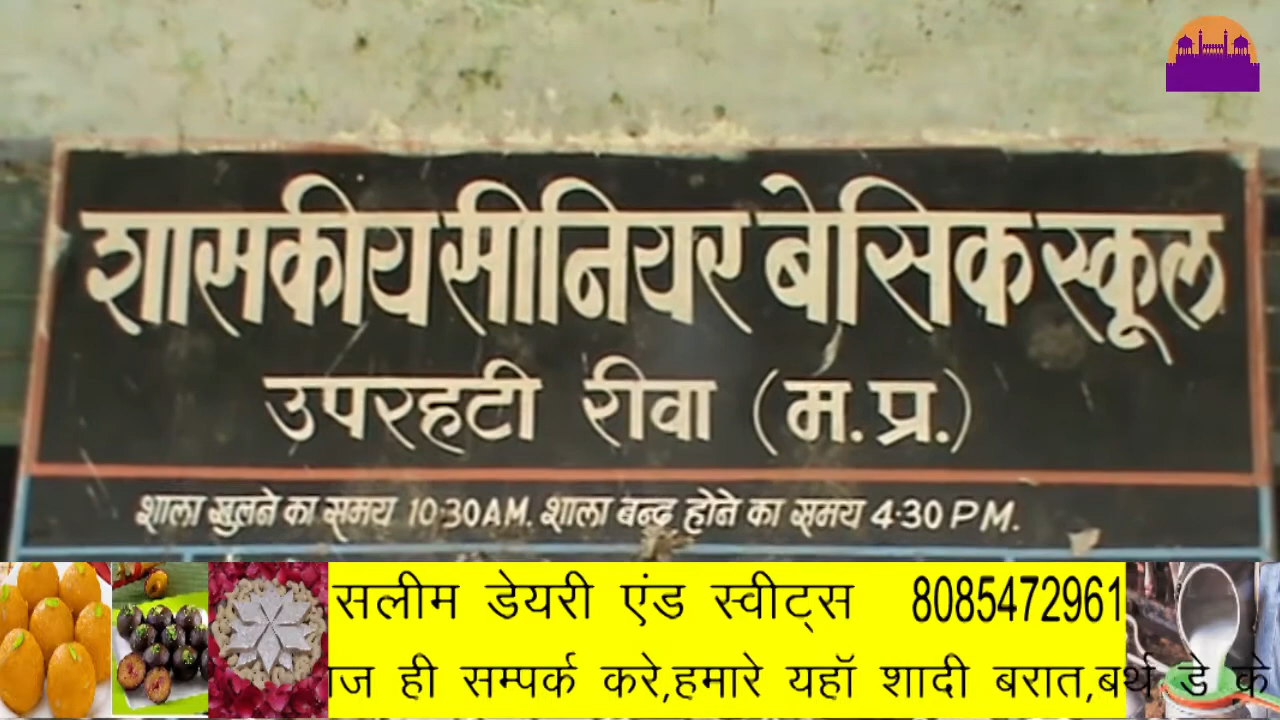 शासकीय सीनियर बेसिक स्कूल
उपरहटी रीवा (म.प्र.)
शाला खुलने का समय 10:30AM. शाला बन्द होने का समय 4:30 PM.
सलीम डेयरी एंड स्वीट्स 8085472961
ही सम्पर्क करे,हमारे यहॉ शादी बरात,बर्थ डे के